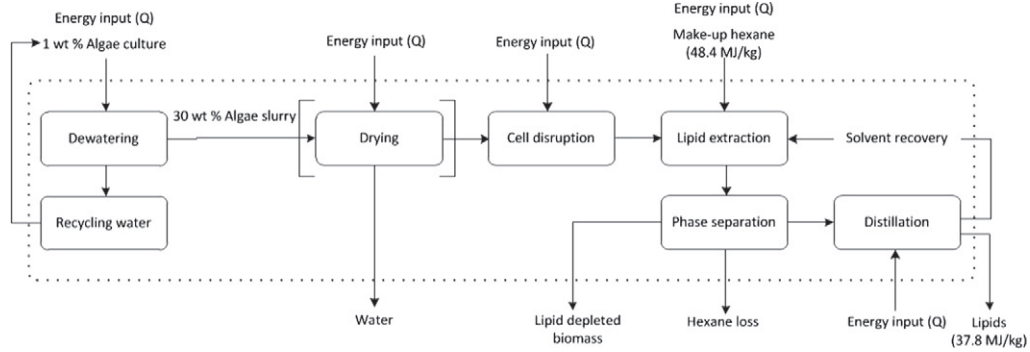 Energy input (Q)
1 wt % Algae culture
Energy input (Q)
Energy input (Q)
Energy input (Q)
Make-up hexane
(48.4 MJ/kg)
Dewatering
30 wt % Algae slurry
Drying
Cell disruption
Lipid extraction
Solvent recovery
Recycling water
Phase separation
Distillation
Water
Lipid depleted
biomass
Hexane loss
Energy input (Q)
Lipids
(37.8 MJ/kg)